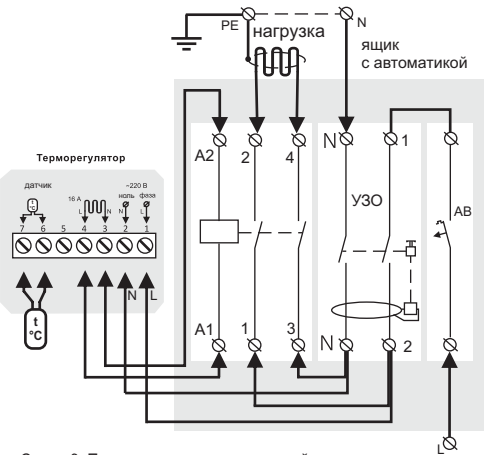 PE
N
нагрузка
ящик
с автоматикой
A2 2 4 N 1
Терморегулятор
датчик ~220 В
16 А ноль фаза
t °C L N N L
7 6 5 4 3 2 1
УЗО
АВ
N L
t
°C
A1 1 3 N 2
L